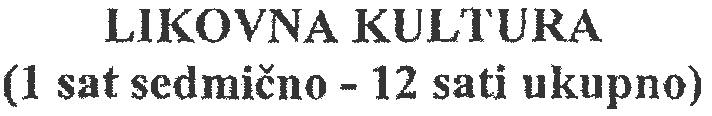 LIKOVNA KULTURA
(1 sat sedmično - 12 sati ukupno)